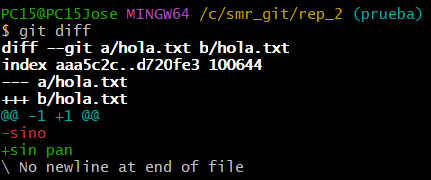 PC15@PC15Jose MINGW64 /c/smr_git/rep_2 (prueba)
$ git diff
diff --git a/hola.txt b/hola.txt
index aaa5c2c..d720fe3 100644
--- a/hola.txt
+++ b/hola.txt
@@ -1 +1 @@
-sino
+sin pan
\ No newline at end of file